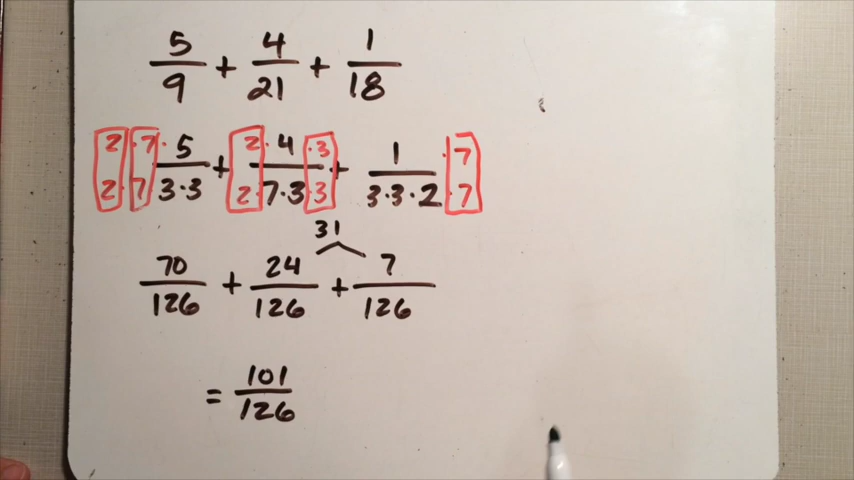 5/9 + 4/21 + 1/18
2/2 · 7/7 · 5/3·3 + 2/2 · 4/7·3 · 3/3 + 1/3·3·2 · 7/7
31
70/126 + 24/126 + 7/126
= 101/126